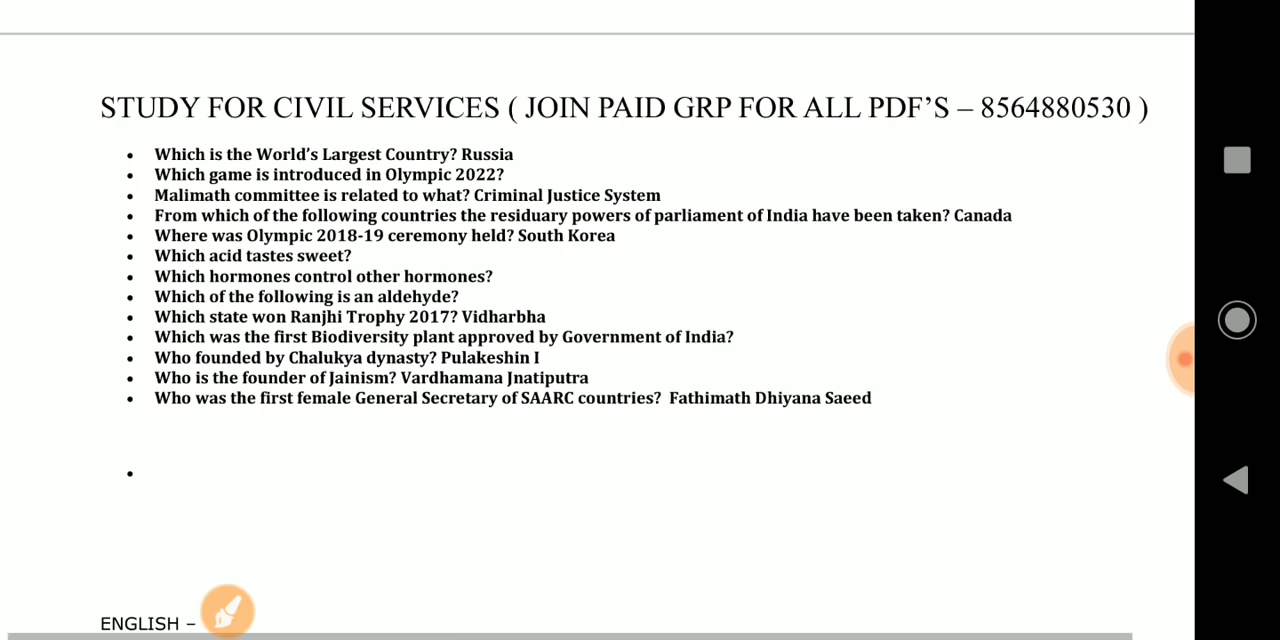 STUDY FOR CIVIL SERVICES ( JOIN PAID GRP FOR ALL PDF’S – 8564880530 )
• Which is the World’s Largest Country? Russia
• Which game is introduced in Olympic 2022?
• Malimath committee is related to what? Criminal Justice System
• From which of the following countries the residuary powers of parliament of India have been taken? Canada
• Where was Olympic 2018-19 ceremony held? South Korea
• Which acid tastes sweet?
• Which hormones control other hormones?
• Which of the following is an aldehyde?
• Which state won Ranjhi Trophy 2017? Vidharbha
• Which was the first Biodiversity plant approved by Government of India?
• Who founded by Chalukya dynasty? Pulakeshin I
• Who is the founder of Jainism? Vardhamana Jnatiputra
• Who was the first female General Secretary of SAARC countries?  Fathimath Dhiyana Saeed
•
ENGLISH –